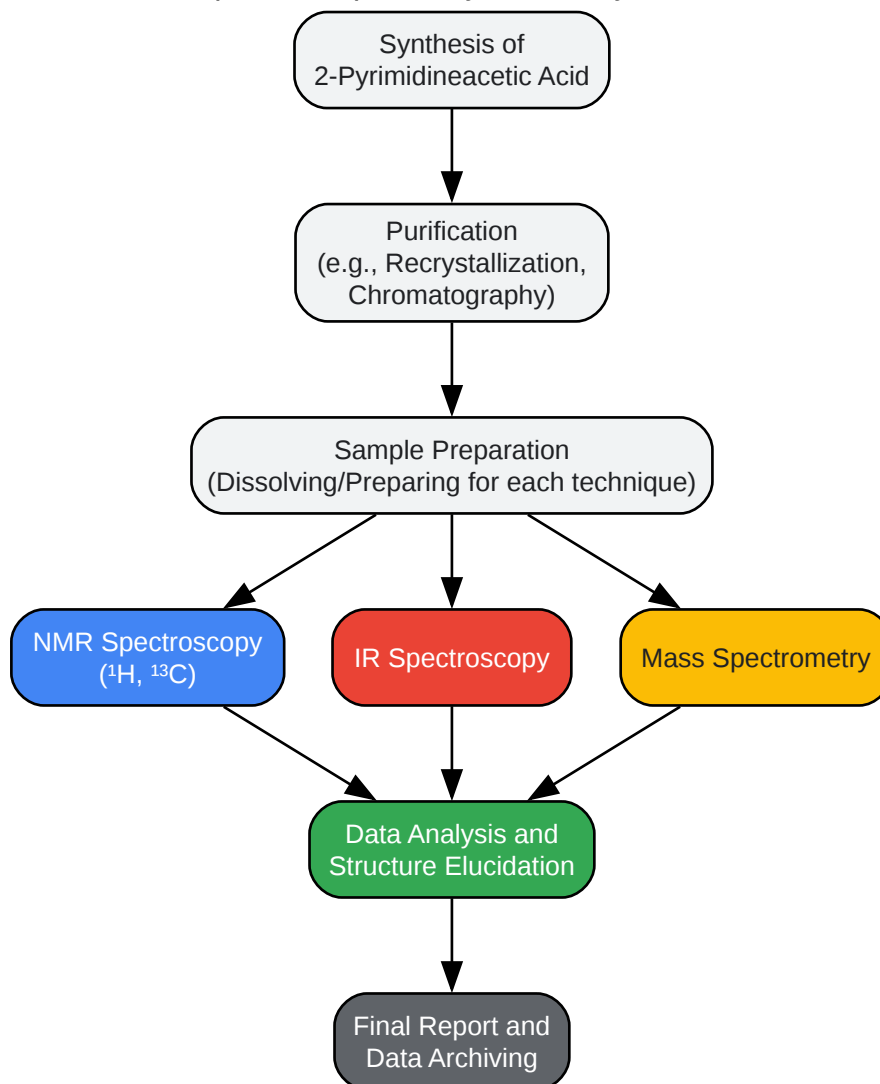 Synthesis of
2-Pyrimidineacetic Acid
Purification
(e.g., Recrystallization,
Chromatography)
Sample Preparation
(Dissolving/Preparing for each technique)
NMR Spectroscopy
(¹H, ¹³C)
IR Spectroscopy
Mass Spectrometry
Data Analysis and
Structure Elucidation
Final Report and
Data Archiving